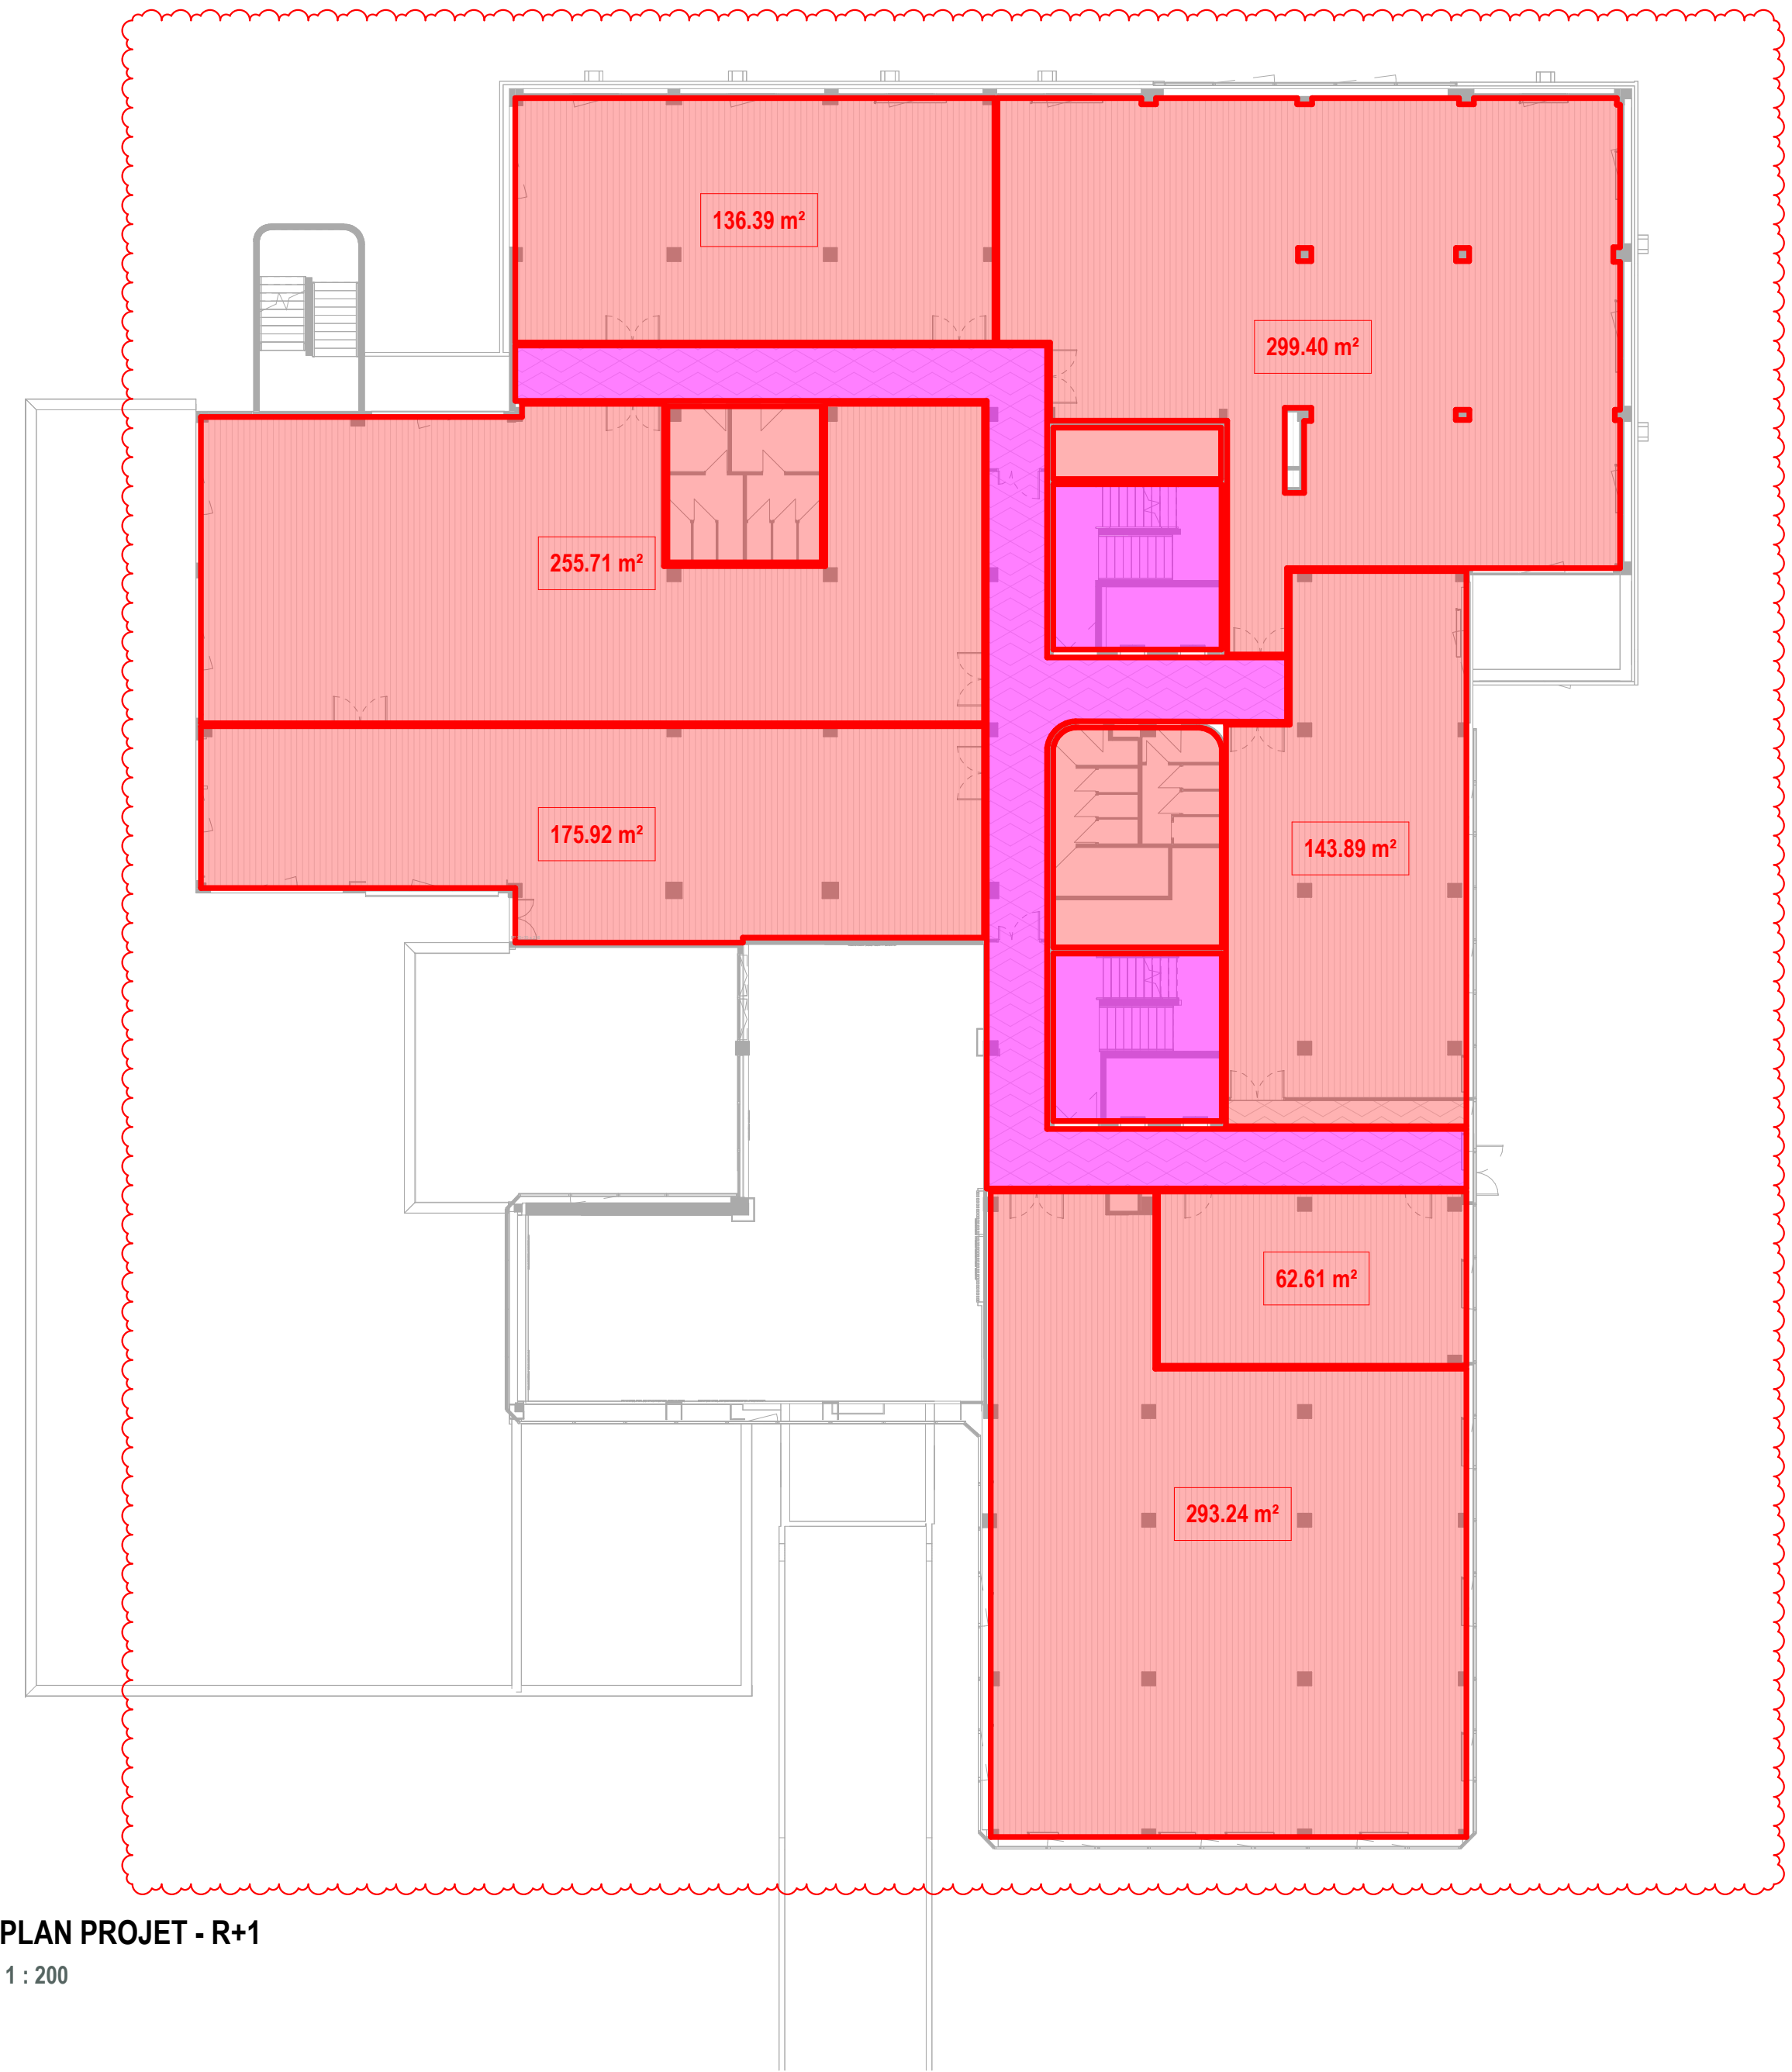 136.39 m²
299.40 m²
255.71 m²
175.92 m²
143.89 m²
62.61 m²
293.24 m²
PLAN PROJET - R+1
1 : 200